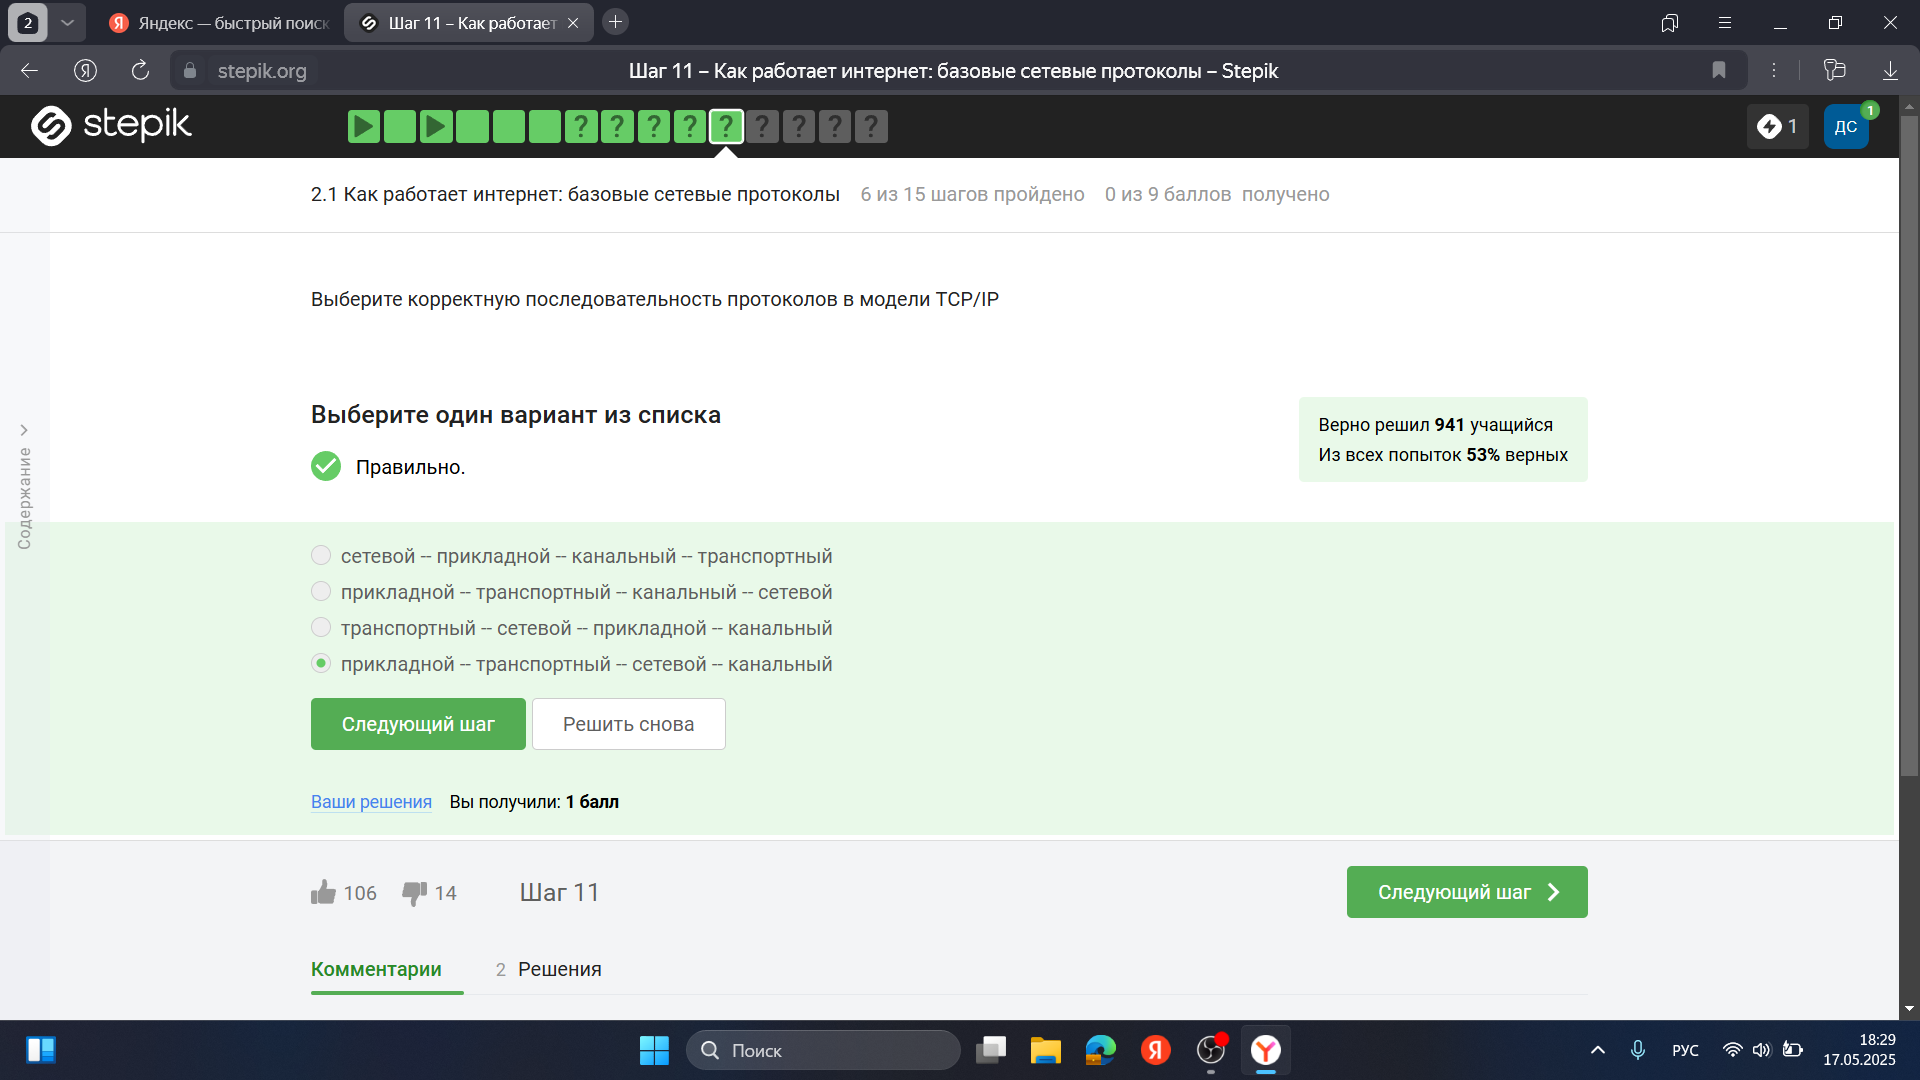 2
Яндекс — быстрый поиск
Шаг 11 – Как работает
stepik.org
Шаг 11 – Как работает интернет: базовые сетевые протоколы – Stepik
stepik
? ? ? ? ? ? ? ? ?
1
ДС
1
2.1 Как работает интернет: базовые сетевые протоколы 6 из 15 шагов пройдено 0 из 9 баллов получено
Содержание
Выберите корректную последовательность протоколов в модели TCP/IP
Выберите один вариант из списка
Правильно.
Верно решил 941 учащийся
Из всех попыток 53% верных
сетевой -- прикладной -- канальный -- транспортный
прикладной -- транспортный -- канальный -- сетевой
транспортный -- сетевой -- прикладной -- канальный
прикладной -- транспортный -- сетевой -- канальный
Следующий шаг
Решить снова
Ваши решения Вы получили: 1 балл
106
14
Шаг 11
Следующий шаг
Комментарии
2 Решения
Поиск
РУС
18:29
17.05.2025